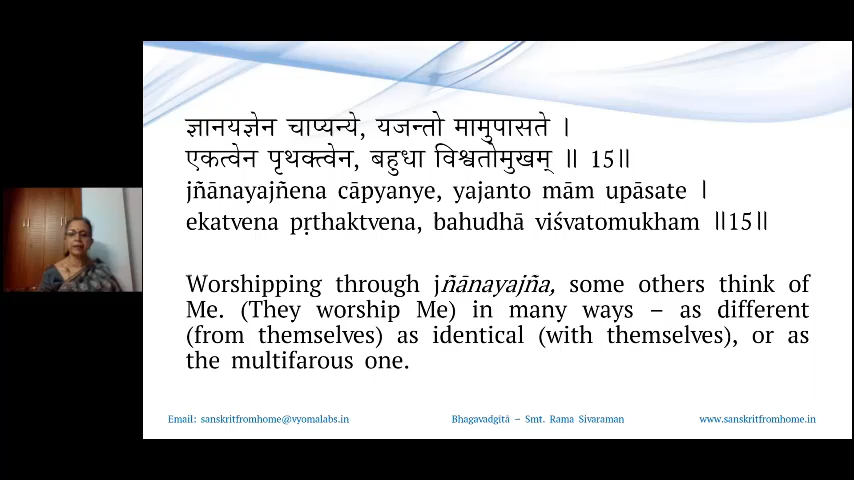 ज्ञानयज्ञेन चाप्यन्ये, यजन्तो मामुपासते ।
एकत्वेन पृथक्त्वेन, बहुधा विश्वतोमुखम् ॥ 15॥
jñānayajñena cāpyanye, yajanto mām upāsate ।
ekatvena pṛthaktvena, bahudhā viśvatomukham ॥15॥
Worshipping through jñānayajña, some others think of
Me. (They worship Me) in many ways – as different
(from themselves) as identical (with themselves), or as
the multifarous one.
Email: sanskritfromhome@vyomalabs.in Bhagavadgītā – Smt. Rama Sivaraman www.sanskritfromhome.in